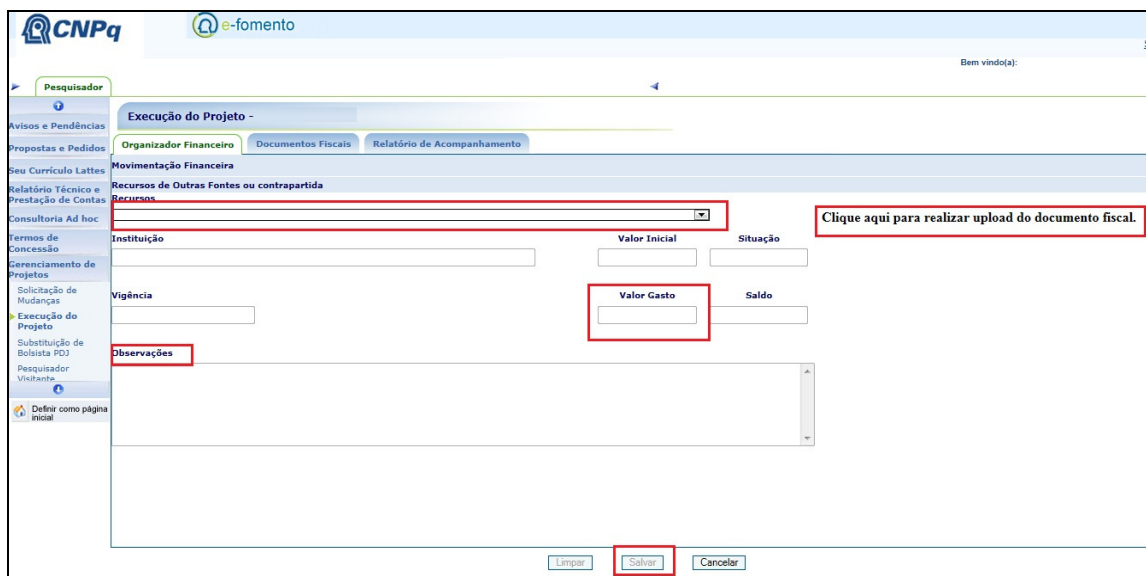 CNPq
e-fomento
Bem vindo(a):
Pesquisador
Execução do Projeto -
Avisos e Pendências
Propostas e Pedidos
Seu Currículo Lattes
Relatório Técnico e
Prestação de Contas
Consultoria Ad hoc
Termos de
Concessão
Gerenciamento de
Projetos
Solicitação de
Mudanças
Execução do
Projeto
Substituição de
Bolsista PDJ
Pesquisador
Visitante
Definir como página
inicial
Organizador Financeiro Documentos Fiscais Relatório de Acompanhamento
Movimentação Financeira
Recursos de Outras Fontes ou contrapartida
Recursos
Clique aqui para realizar upload do documento fiscal.
Instituição Valor Inicial Situação
Vigência Valor Gasto Saldo
Observações
Limpar Salvar Cancelar